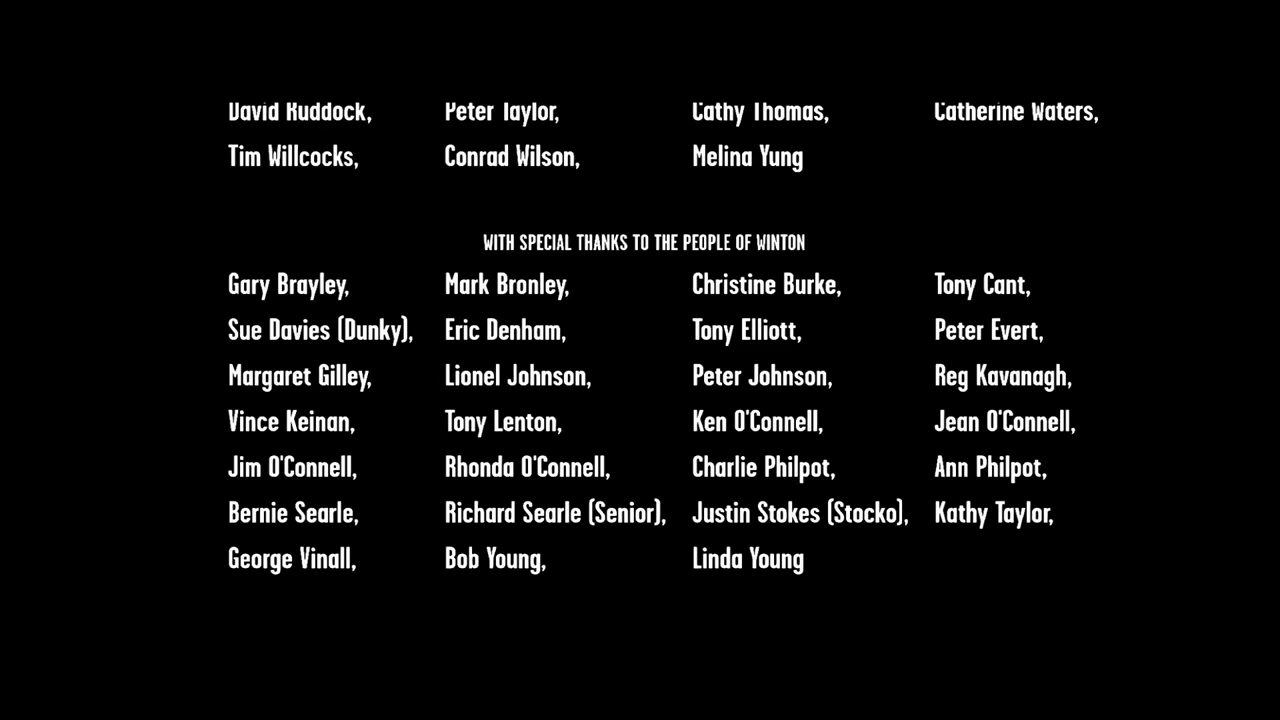 David Ruddock, Peter Taylor, Cathy Thomas, Catherine Waters,
Tim Willcocks, Conrad Wilson, Melina Yung
WITH SPECIAL THANKS TO THE PEOPLE OF WINTON
Gary Brayley, Mark Bronley, Christine Burke, Tony Cant,
Sue Davies (Dunky), Eric Denham, Tony Elliott, Peter Evert,
Margaret Gilley, Lionel Johnson, Peter Johnson, Reg Kavanagh,
Vince Keinan, Tony Lenton, Ken O'Connell, Jean O'Connell,
Jim O'Connell, Rhonda O'Connell, Charlie Philpot, Ann Philpot,
Bernie Searle, Richard Searle (Senior), Justin Stokes (Stocko), Kathy Taylor,
George Vinall, Bob Young, Linda Young